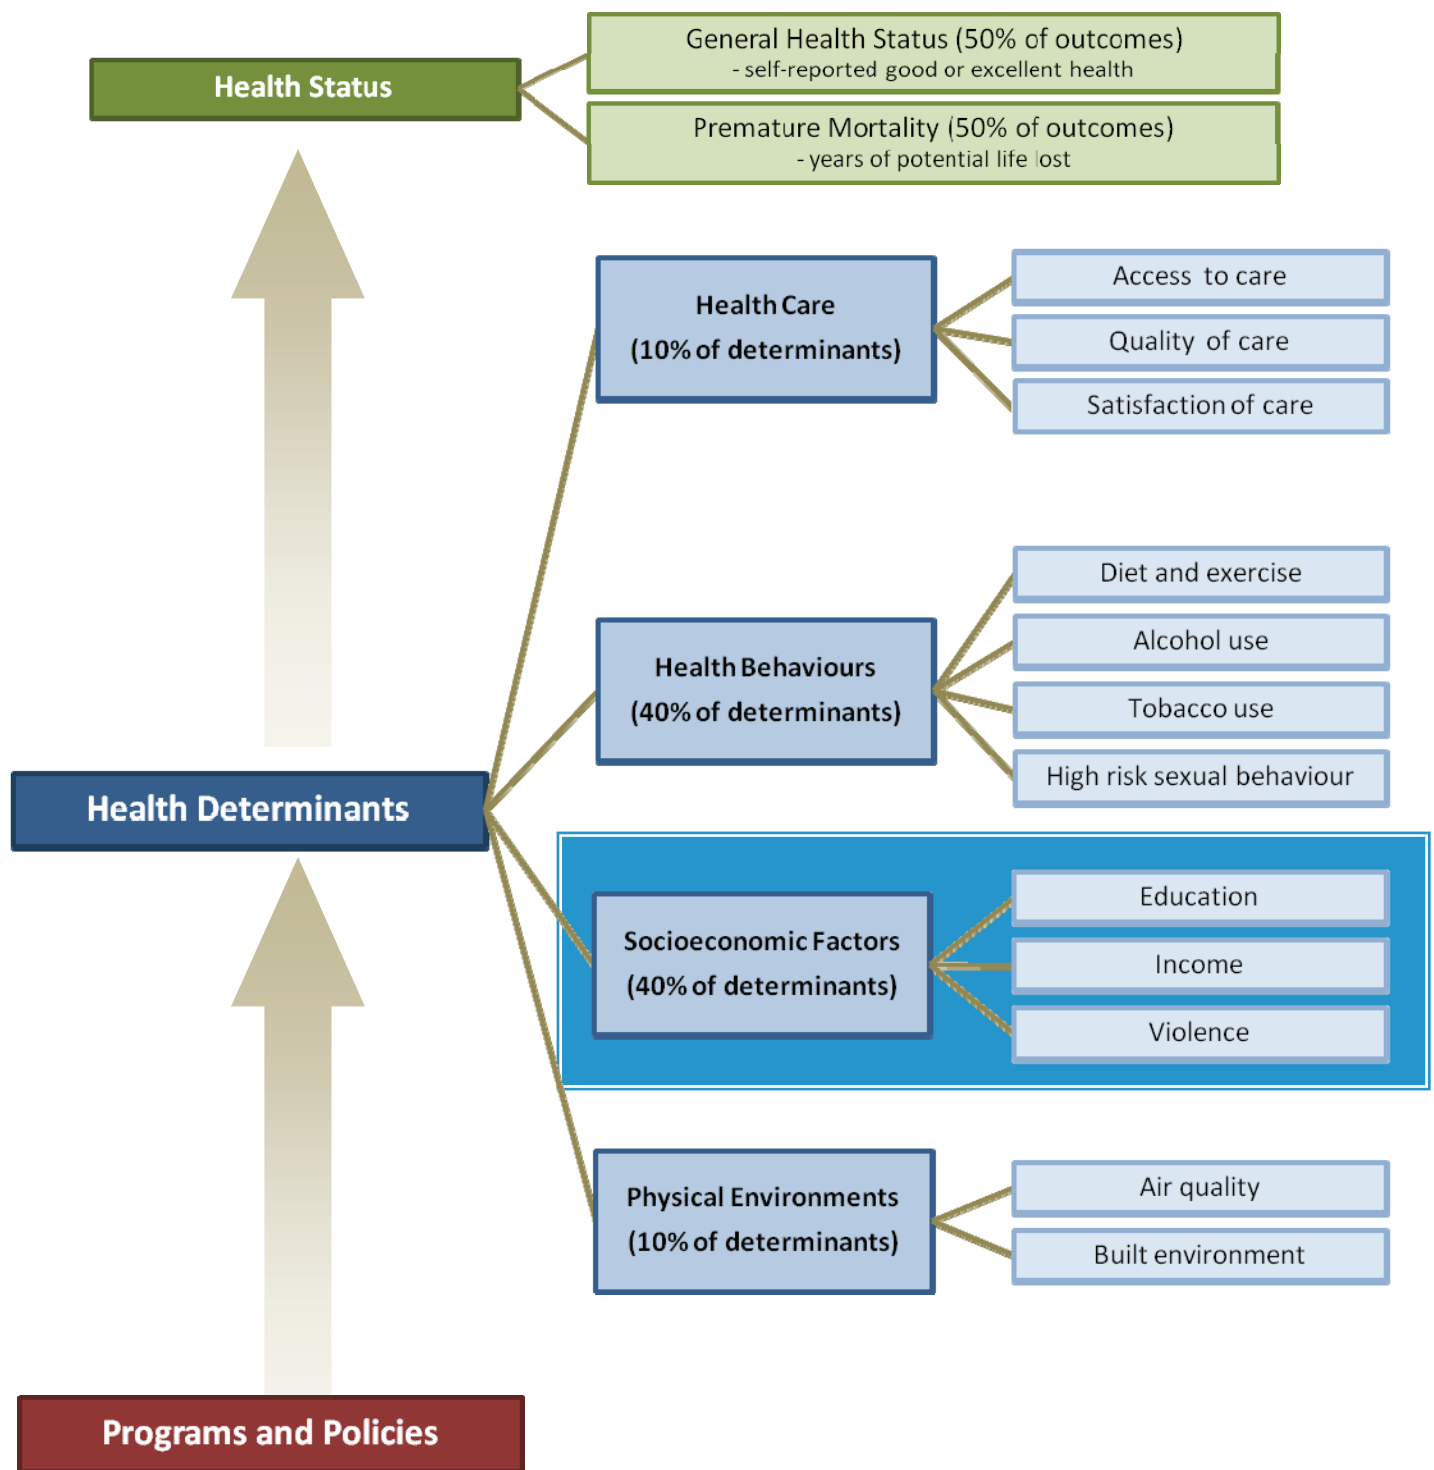 Health Status
General Health Status (50% of outcomes)
- self-reported good or excellent health
Premature Mortality (50% of outcomes)
- years of potential life lost
Health Care
(10% of determinants)
Access to care
Quality of care
Satisfaction of care
Health Behaviours
(40% of determinants)
Diet and exercise
Alcohol use
Tobacco use
High risk sexual behaviour
Health Determinants
Socioeconomic Factors
(40% of determinants)
Education
Income
Violence
Physical Environments
(10% of determinants)
Air quality
Built environment
Programs and Policies